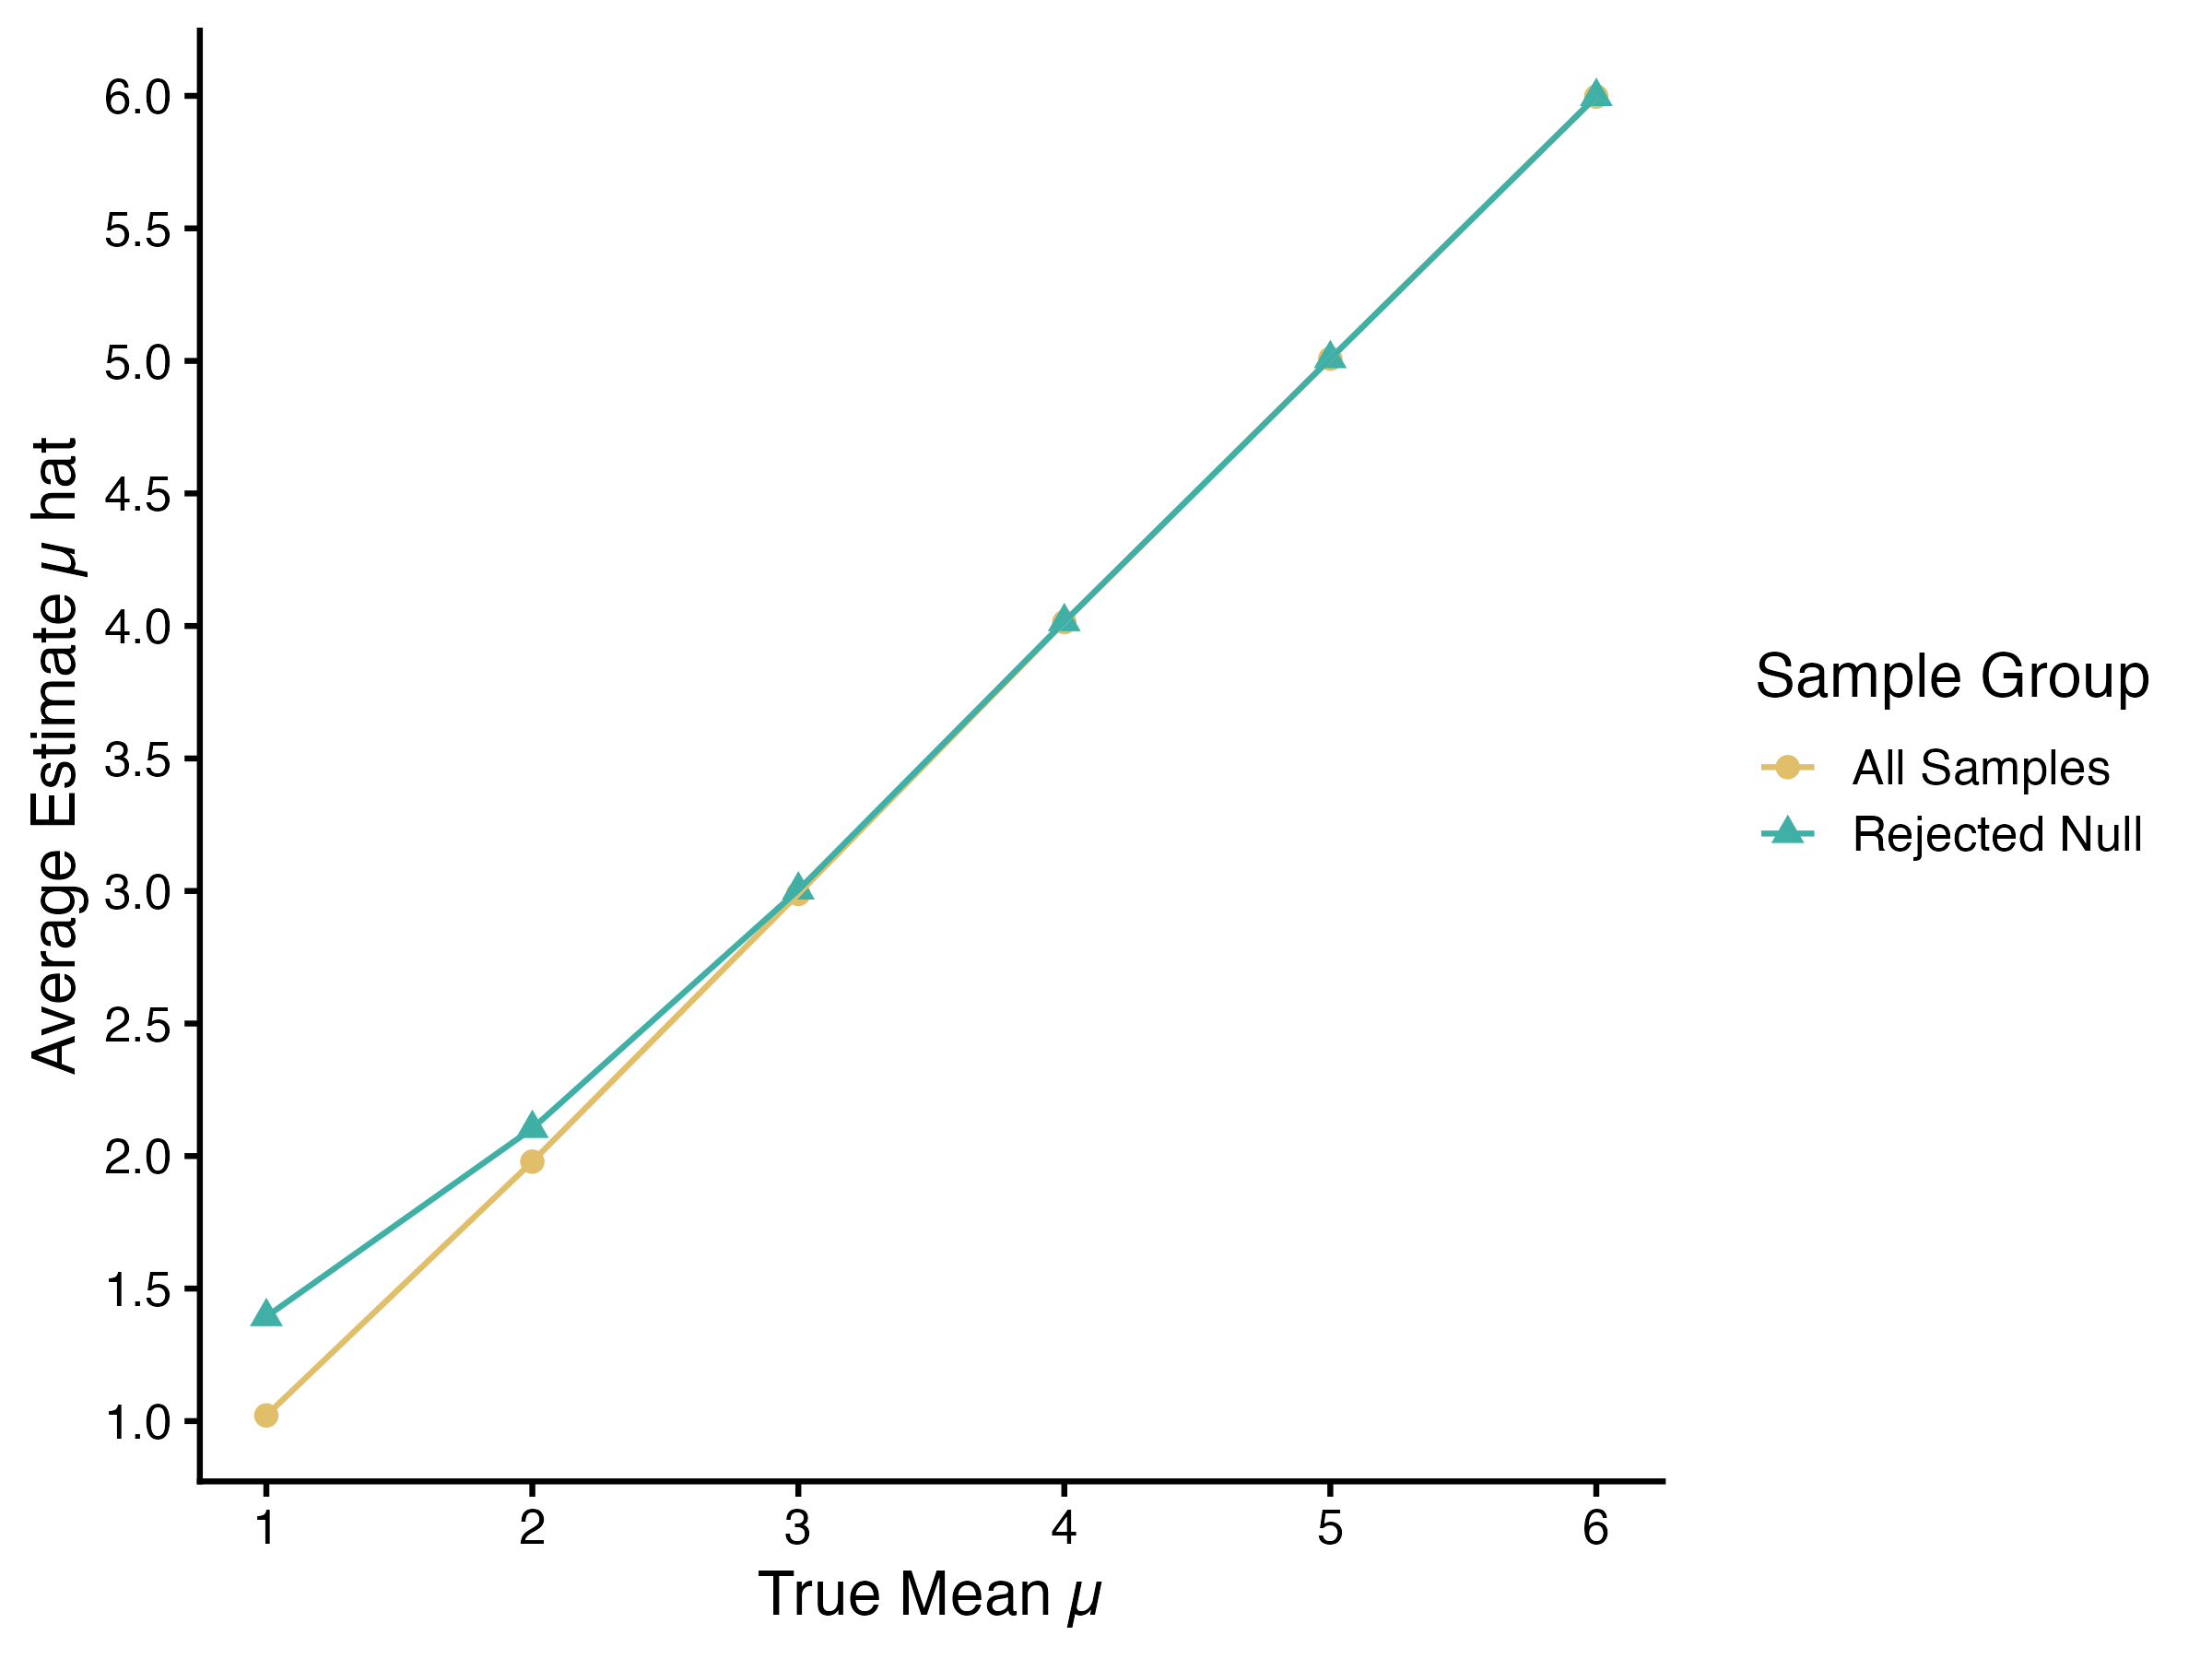 Average Estimate μ hat
6.0
5.5
5.0
4.5
4.0
3.5
3.0
2.5
2.0
1.5
1.0
1 2 3 4 5 6
True Mean μ
Sample Group
All Samples
Rejected Null